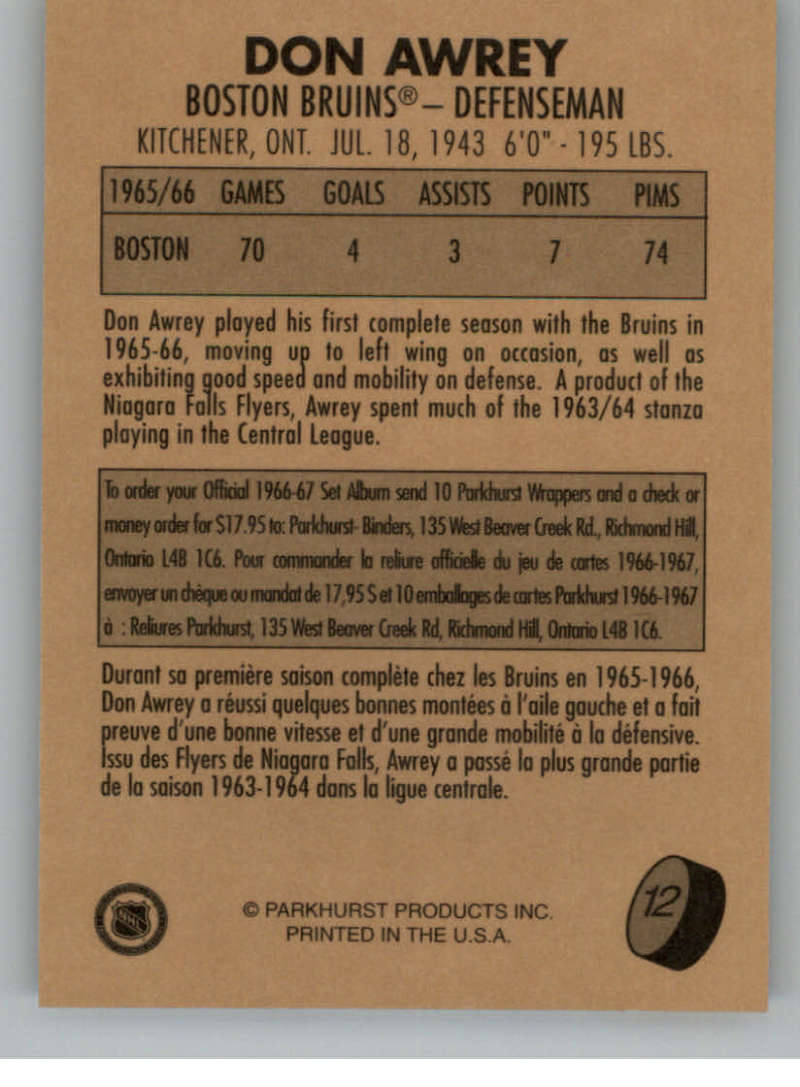 DON AWREY
BOSTON BRUINS® – DEFENSEMAN
KITCHENER, ONT. JUL. 18, 1943 6'0" - 195 LBS.
1965/66 GAMES GOALS ASSISTS POINTS PIMS
BOSTON 70 4 3 7 74
Don Awrey played his first complete season with the Bruins in
1965-66, moving up to left wing on occasion, as well as
exhibiting good speed and mobility on defense. A product of the
Niagara Falls Flyers, Awrey spent much of the 1963/64 stanza
playing in the Central League.
To order your Official 1966-67 Set Album send 10 Parkhurst Wrappers and a check or
money order for $17.95 to: Parkhurst- Binders, 135 West Beaver Creek Rd., Richmond Hill,
Ontario L4B 1C6. Pour commander la reliure officielle du jeu de cartes 1966-1967,
envoyer un chèque ou mandat de 17,95 $ et 10 emballages de cartes Parkhurst 1966-1967
à : Reliures Parkhurst, 135 West Beaver Creek Rd, Richmond Hill, Ontario L4B 1C6.
Durant sa première saison complète chez les Bruins en 1965-1966,
Don Awrey a réussi quelques bonnes montées à l'aile gauche et a fait
preuve d'une bonne vitesse et d'une grande mobilité à la défensive.
Issu des Flyers de Niagara Falls, Awrey a passé la plus grande partie
de la saison 1963-1964 dans la ligue centrale.
NHL
© PARKHURST PRODUCTS INC.
PRINTED IN THE U.S.A.
12